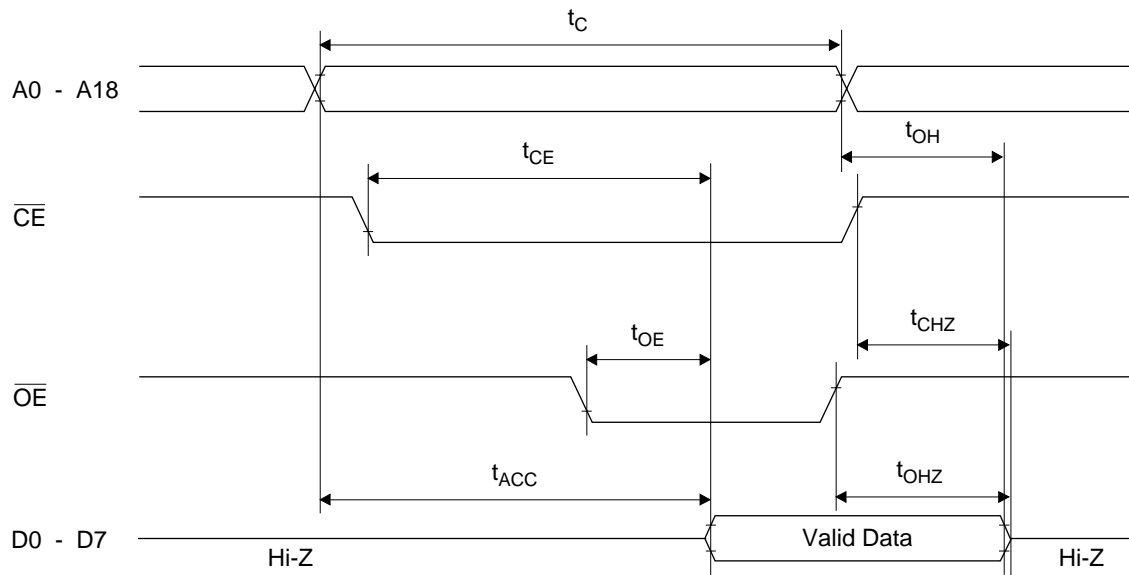 tC
A0 - A18
tOH
tCE
CE
tCHZ
tOE
OE
tACC
tOHZ
D0 - D7
Valid Data
Hi-Z
Hi-Z